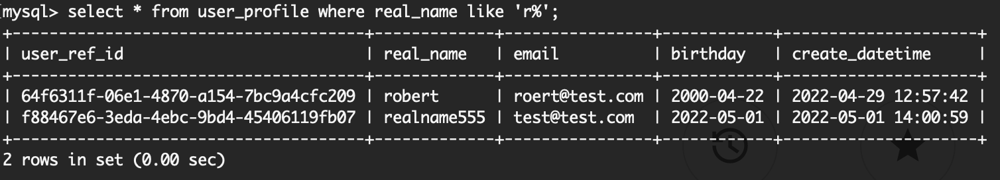 mysql> select * from user_profile where real_name like 'r%';
+--------------------------------------+-------------+----------------+------------+---------------------+
| user_ref_id                          | real_name   | email          | birthday   | create_datetime     |
+--------------------------------------+-------------+----------------+------------+---------------------+
| 64f6311f-06e1-4870-a154-7bc9a4cfc209 | robert      | roert@test.com | 2000-04-22 | 2022-04-29 12:57:42 |
| f88467e6-3eda-4ebc-9bd4-45406119fb07 | realname555 | test@test.com  | 2022-05-01 | 2022-05-01 14:00:59 |
+--------------------------------------+-------------+----------------+------------+---------------------+
2 rows in set (0.00 sec)